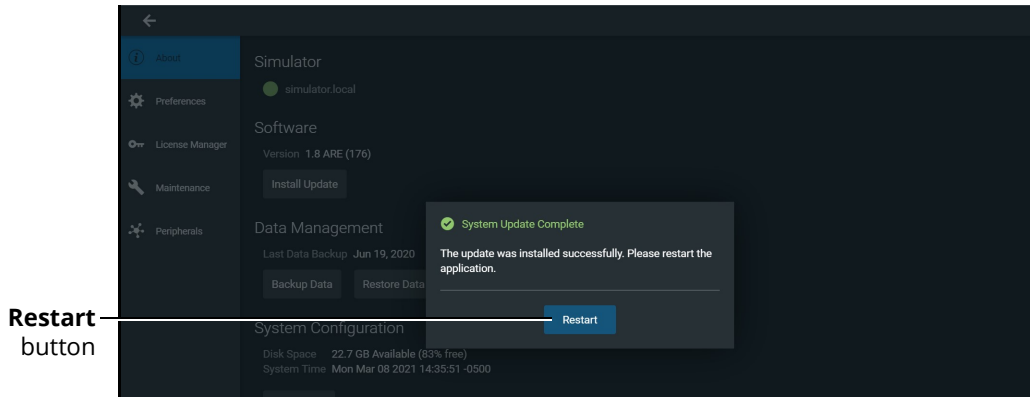 About
Preferences
License Manager
Maintenance
Peripherals
Simulator
simulator.local
Software
Version 1.8 ARE (176)
Install Update
Data Management
Last Data Backup Jun 19, 2020
Backup Data Restore Data
System Configuration
Disk Space 22.7 GB Available (83% free)
System Time Mon Mar 08 2021 14:35:51 -0500
System Update Complete
The update was installed successfully. Please restart the
application.
Restart
Restart
button